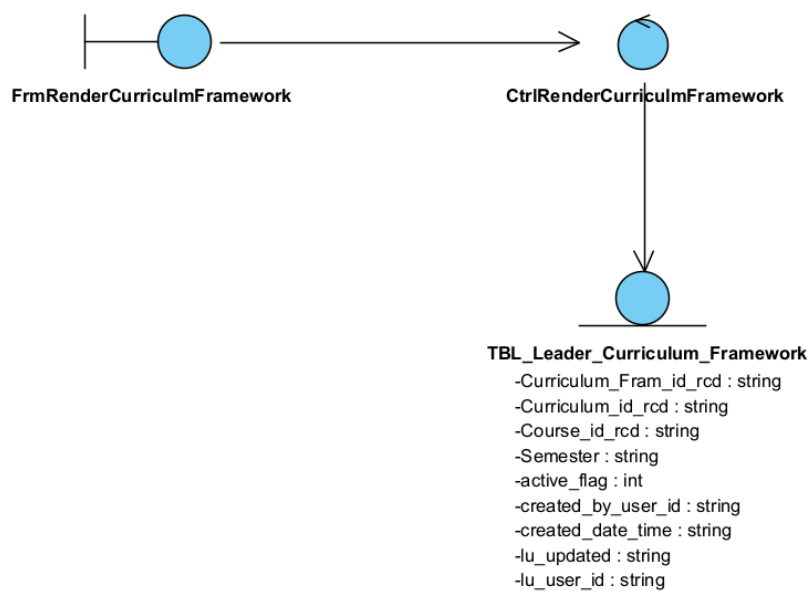 FrmRenderCurriculmFramework
CtrlRenderCurriculmFramework
TBL_Leader_Curriculum_Framework
-Curriculum_Fram_id_rcd : string
-Curriculum_id_rcd : string
-Course_id_rcd : string
-Semester : string
-active_flag : int
-created_by_user_id : string
-created_date_time : string
-lu_updated : string
-lu_user_id : string